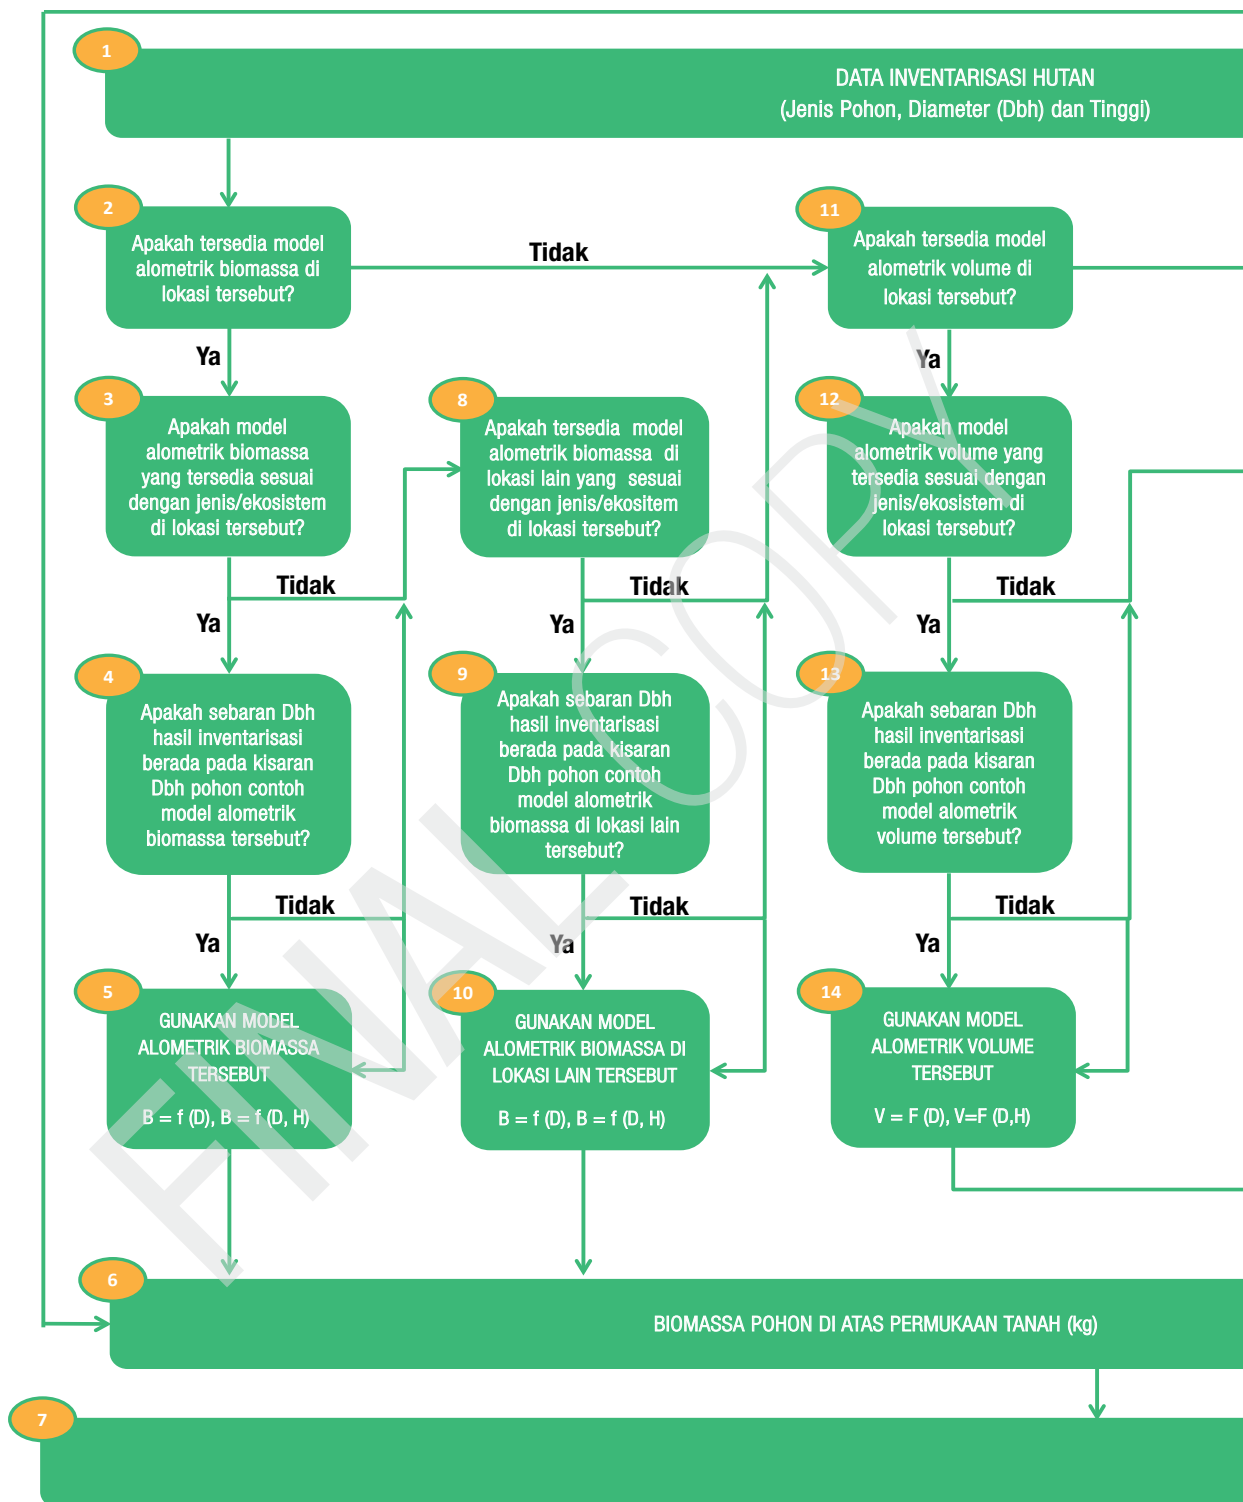 1
DATA INVENTARISASI HUTAN
(Jenis Pohon, Diameter (Dbh) dan Tinggi)
2
Apakah tersedia model
alometrik biomassa di
lokasi tersebut?
Tidak
11
Apakah tersedia model
alometrik volume di
lokasi tersebut?
Ya
Ya
3
Apakah model
alometrik biomassa
yang tersedia sesuai
dengan jenis/ekosistem
di lokasi tersebut?
8
Apakah tersedia model
alometrik biomassa di
lokasi lain yang sesuai
dengan jenis/ekositem
di lokasi tersebut?
12
Apakah model
alometrik volume yang
tersedia sesuai dengan
jenis/ekosistem di
lokasi tersebut?
Tidak
Ya
Tidak
Ya
Tidak
Ya
4
Apakah sebaran Dbh
hasil inventarisasi
berada pada kisaran
Dbh pohon contoh
model alometrik
biomassa tersebut?
9
Apakah sebaran Dbh
hasil inventarisasi
berada pada kisaran
Dbh pohon contoh
model alometrik
biomassa di lokasi lain
tersebut?
13
Apakah sebaran Dbh
hasil inventarisasi
berada pada kisaran
Dbh pohon contoh
model alometrik
volume tersebut?
Tidak
Ya
Tidak
Ya
Tidak
Ya
5
GUNAKAN MODEL
ALOMETRIK BIOMASSA
TERSEBUT
B = f (D), B = f (D, H)
10
GUNAKAN MODEL
ALOMETRIK BIOMASSA DI
LOKASI LAIN TERSEBUT
B = f (D), B = f (D, H)
14
GUNAKAN MODEL
ALOMETRIK VOLUME
TERSEBUT
V = F (D), V=F (D,H)
6
BIOMASSA POHON DI ATAS PERMUKAAN TANAH (kg)
7
FINAL COPY